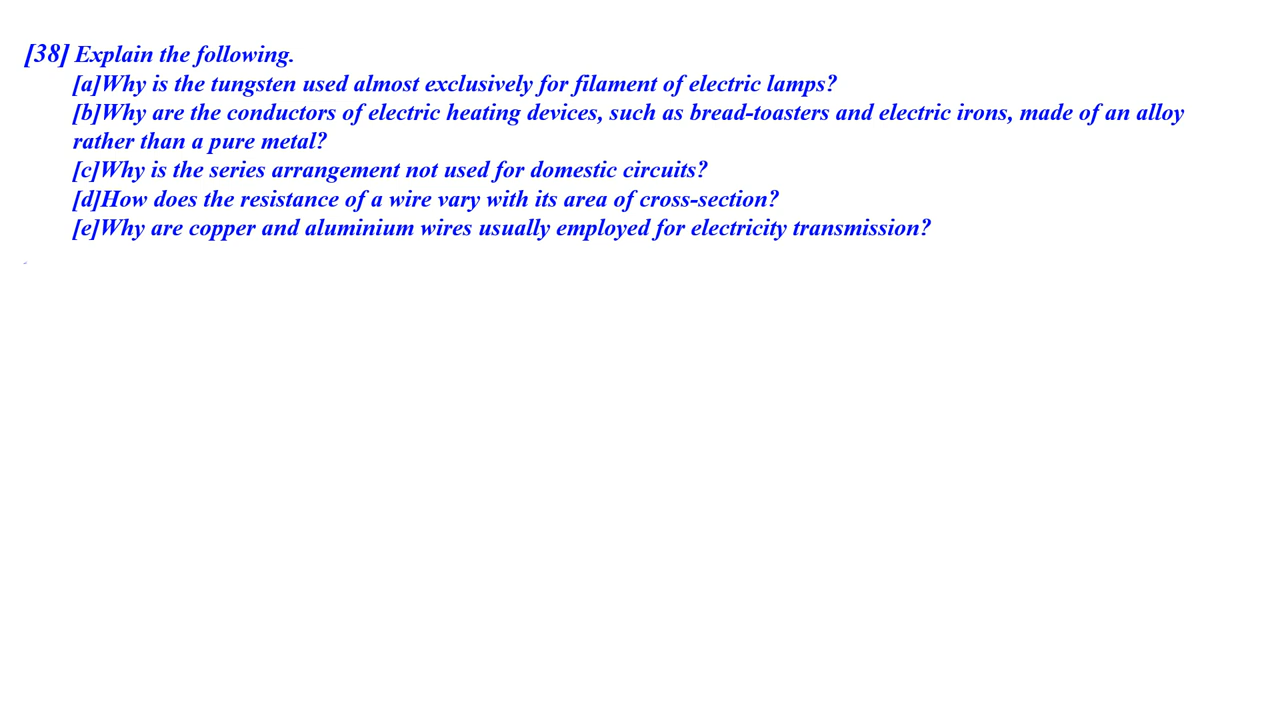 [38] Explain the following.
[a]Why is the tungsten used almost exclusively for filament of electric lamps?
[b]Why are the conductors of electric heating devices, such as bread-toasters and electric irons, made of an alloy
rather than a pure metal?
[c]Why is the series arrangement not used for domestic circuits?
[d]How does the resistance of a wire vary with its area of cross-section?
[e]Why are copper and aluminium wires usually employed for electricity transmission?